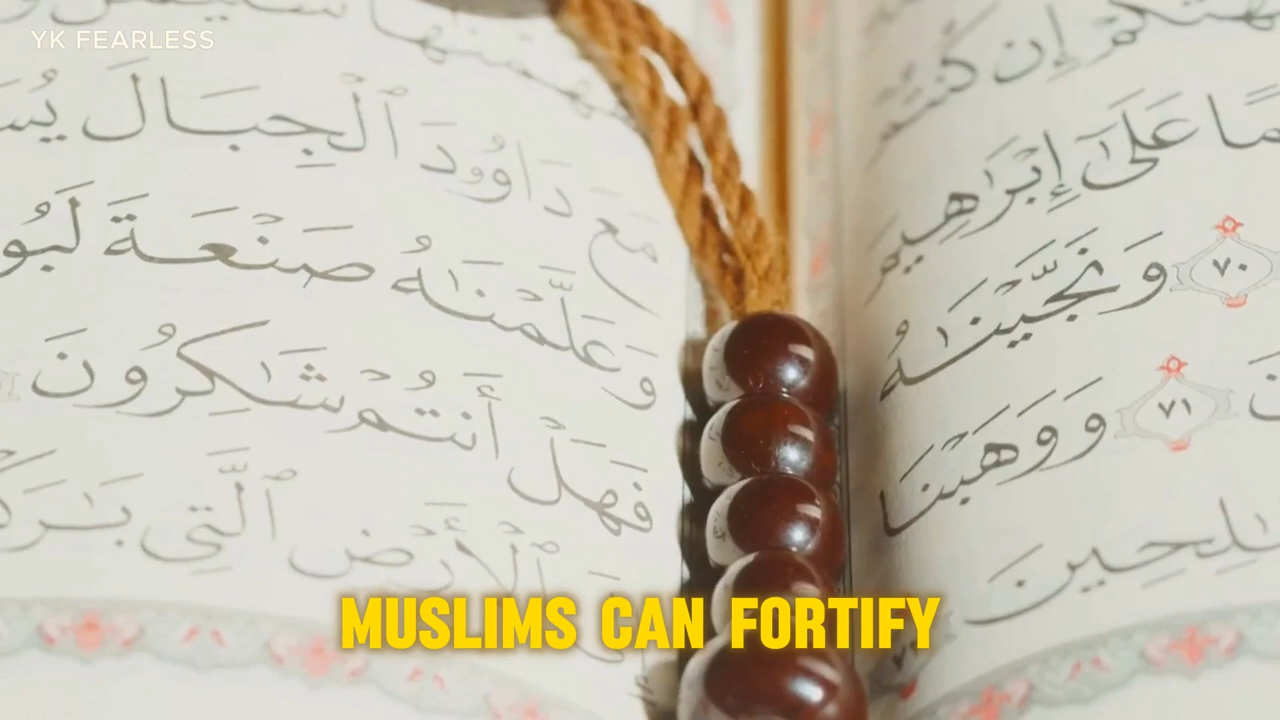 YK FEARLESS
إِن كُنتُمْ
عَلَىٰٓ إِبْرَٰهِيمَ
٧٠ وَنَجَّيْنَٰهُ
٧١ وَوَهَبْنَا
مَعَ دَاوُۥدَ ٱلْجِبَالَ
وَعَلَّمْنَٰهُ صَنْعَةَ
فَهَلْ أَنتُمْ شَٰكِرُونَ
ٱلْأَرْضِ ٱلَّتِى
MUSLIMS CAN FORTIFY